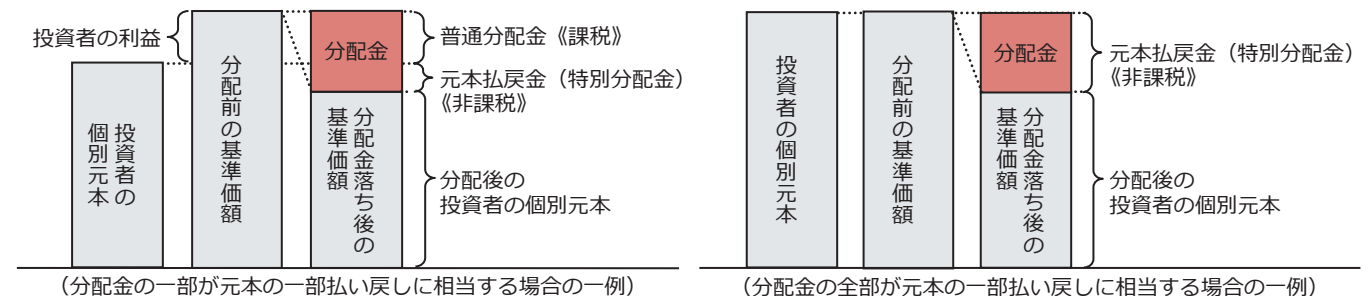 投資者の利益
投資者の
個別元本
分配前の基準価額
分配金
分配金落ち後の
基準価額
普通分配金《課税》
元本払戻金（特別分配金）
《非課税》
分配後の
投資者の個別元本
（分配金の一部が元本の一部払い戻しに相当する場合の一例）
投資者の個別元本
分配前の基準価額
分配金
分配金落ち後の
基準価額
元本払戻金（特別分配金）
《非課税》
分配後の
投資者の個別元本
（分配金の全部が元本の一部払い戻しに相当する場合の一例）